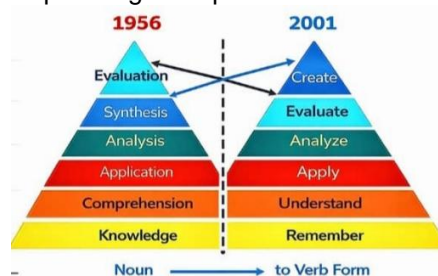 1956 2001
Evaluation Create
Synthesis Evaluate
Analysis Analyze
Application Apply
Comprehension Understand
Knowledge Remember
Noun to Verb Form